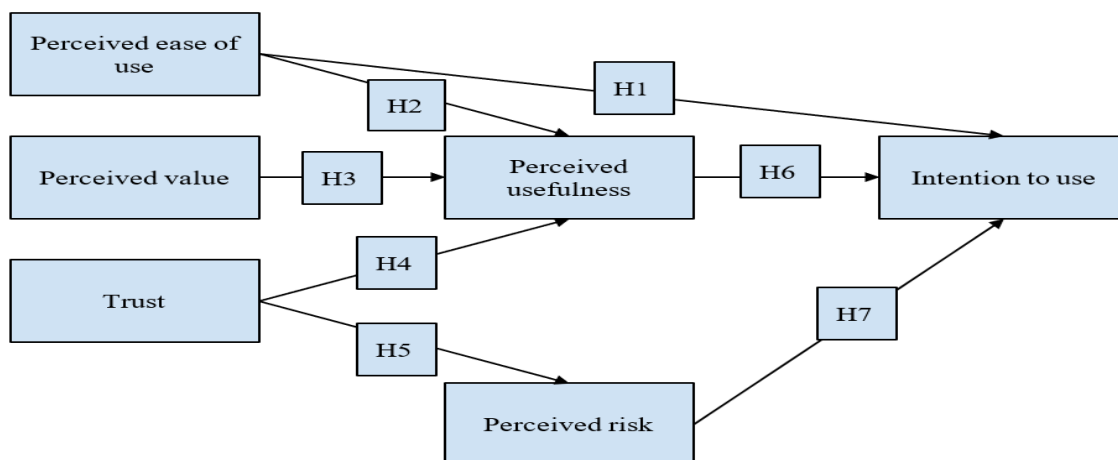 Perceived ease of
use
H1
H2
Perceived value
H3
Perceived
usefulness
H6
Intention to use
H4
Trust
H7
H5
Perceived risk